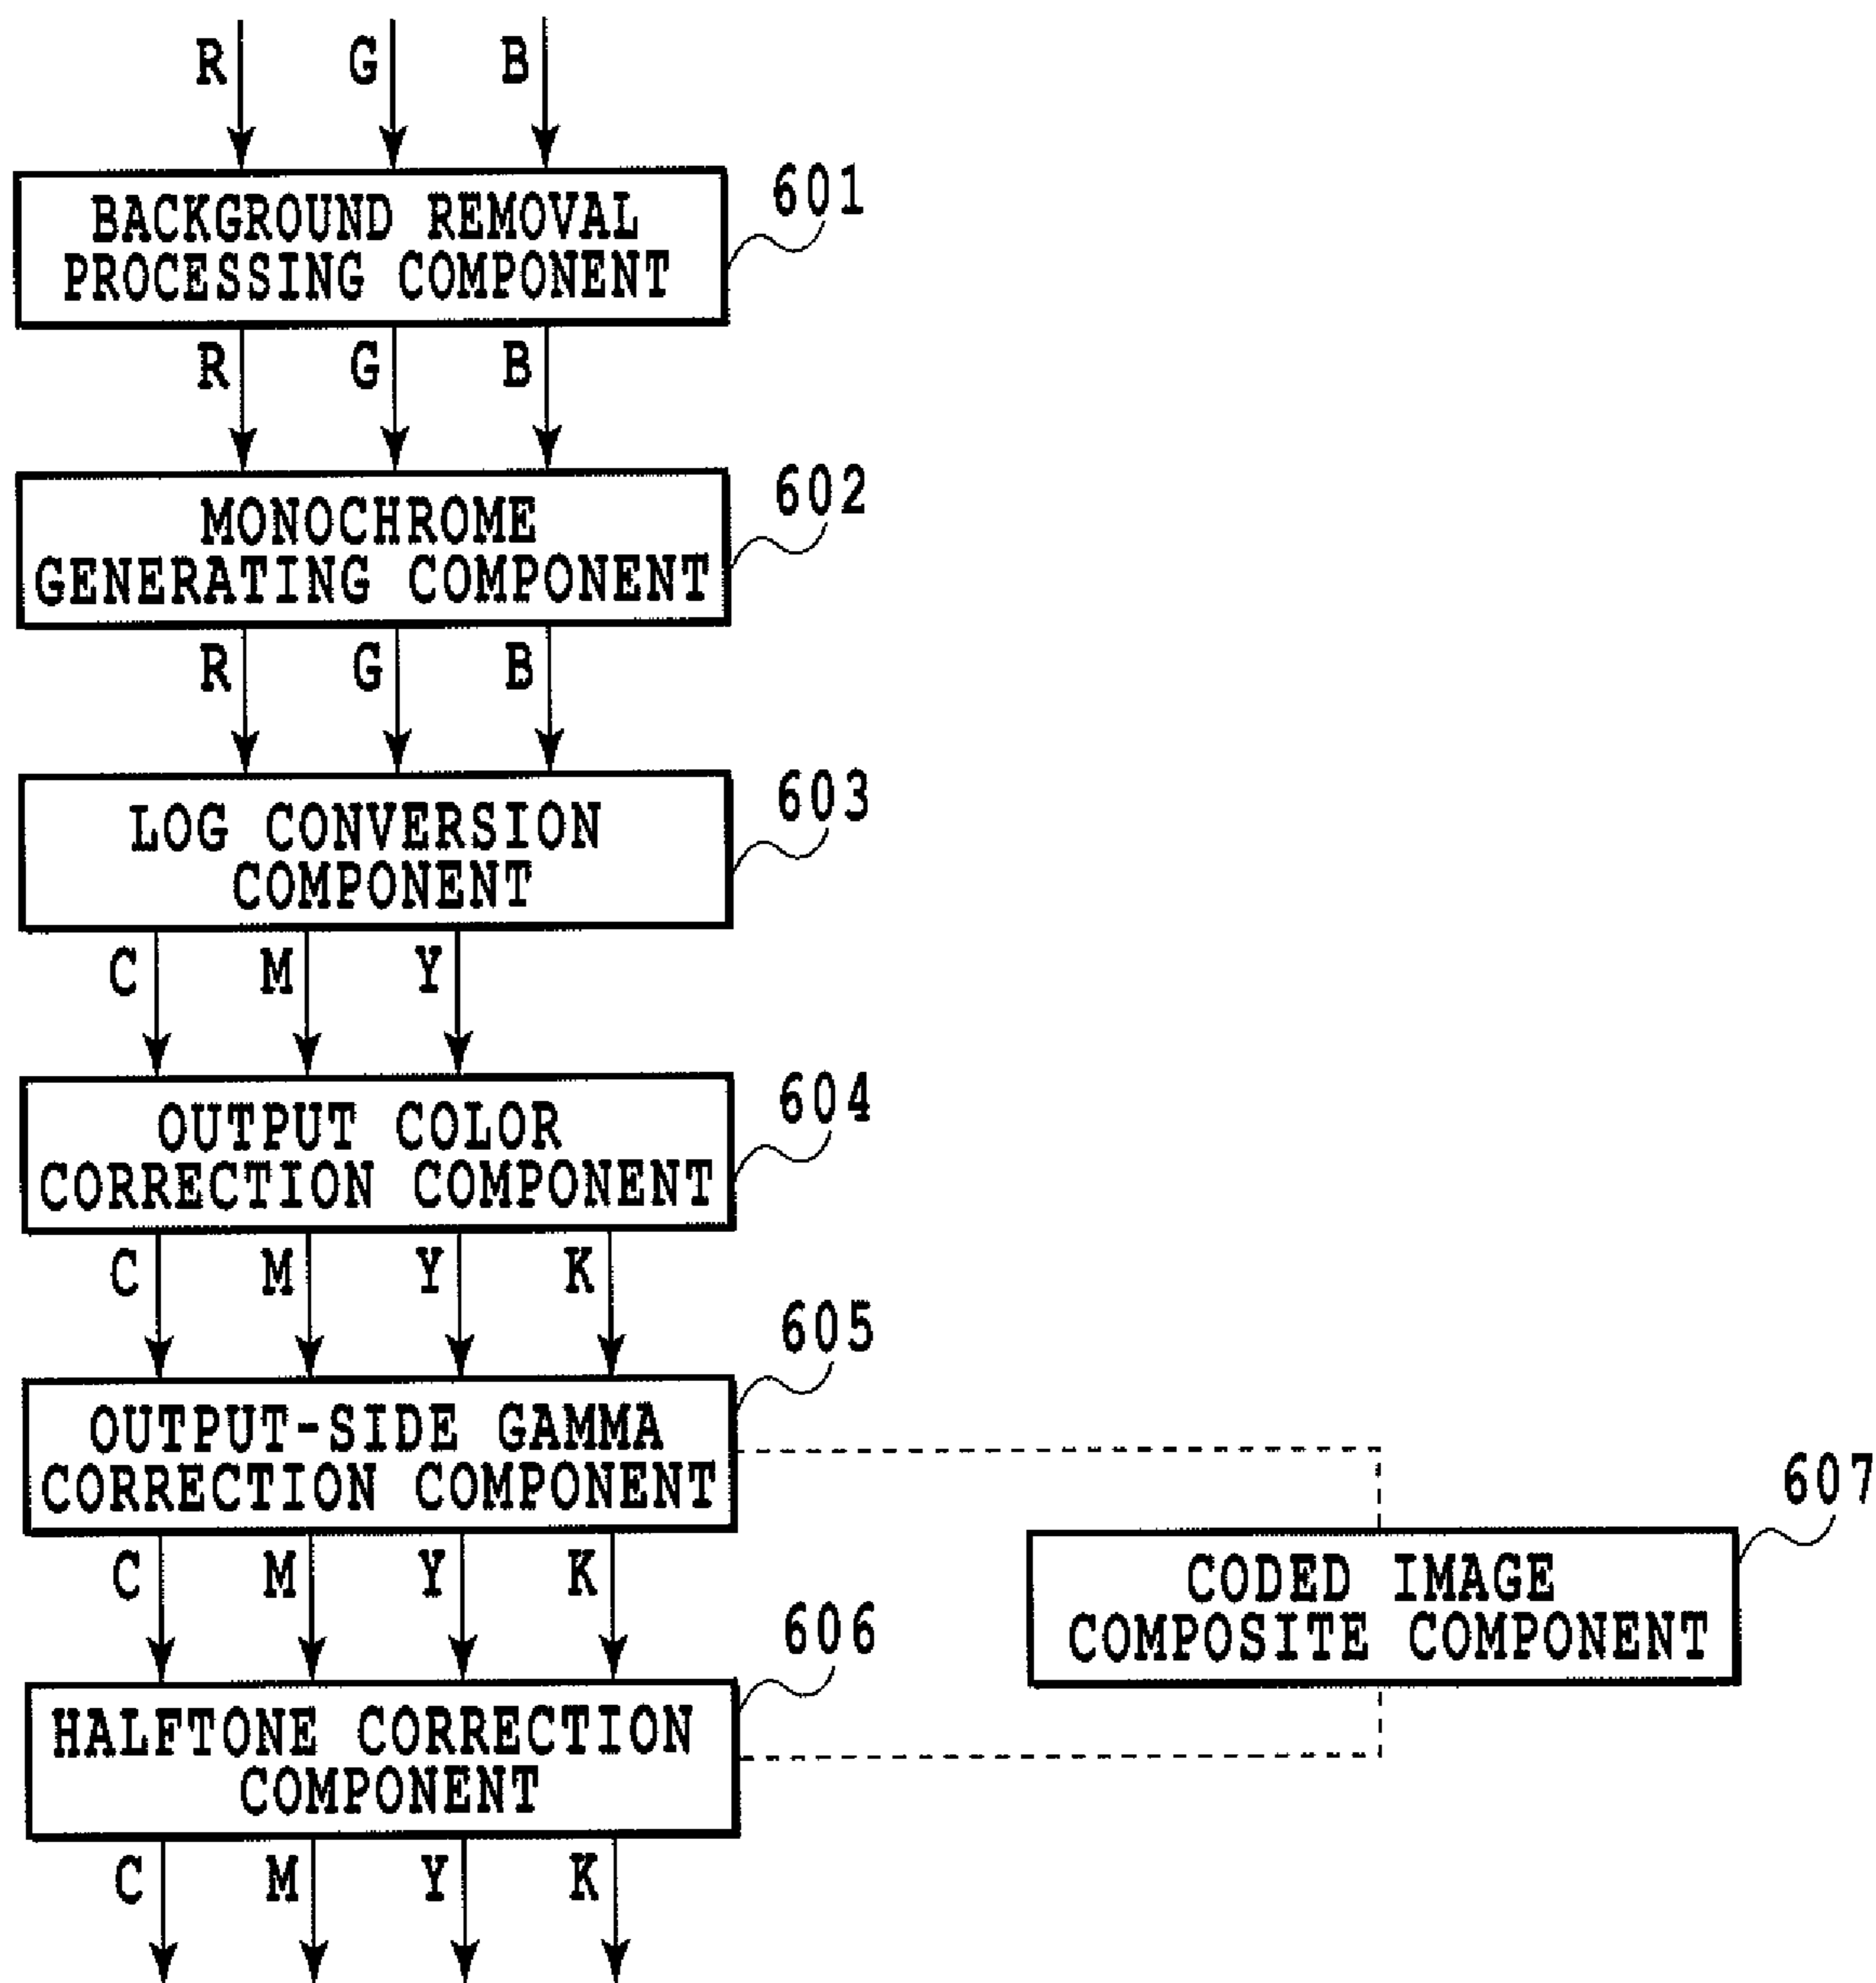 R G B
601
BACKGROUND REMOVAL
PROCESSING COMPONENT
R G B
602
MONOCHROME
GENERATING COMPONENT
R G B
603
LOG CONVERSION
COMPONENT
C M Y
604
OUTPUT COLOR
CORRECTION COMPONENT
C M Y K
605
OUTPUT-SIDE GAMMA
CORRECTION COMPONENT
607
CODED IMAGE
COMPOSITE COMPONENT
C M Y K
606
HALFTONE CORRECTION
COMPONENT
C M Y K